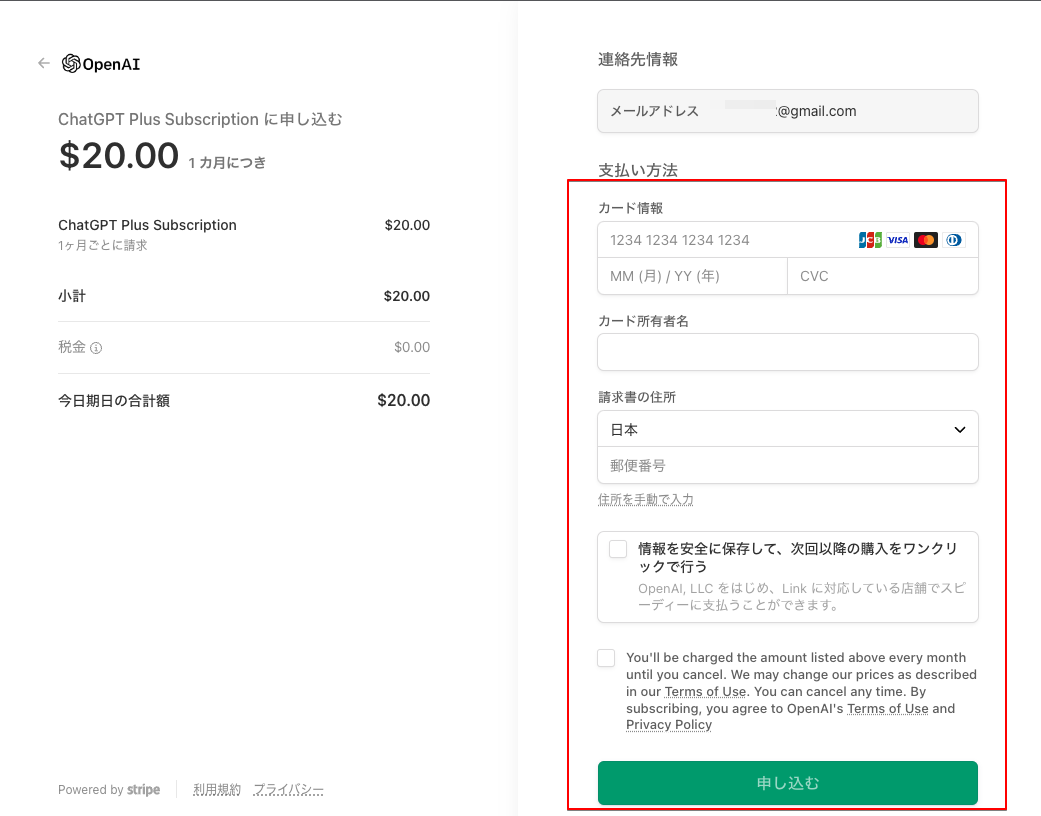 OpenAI
ChatGPT Plus Subscription に申し込む
$20.00 1 カ月につき
ChatGPT Plus Subscription $20.00
1ヶ月ごとに請求
小計 $20.00
税金 $0.00
今日期日の合計額 $20.00
Powered by stripe 利用規約 プライバシー
連絡先情報
メールアドレス @gmail.com
支払い方法
カード情報
1234 1234 1234 1234 JCB VISA
MM (月) / YY (年) CVC
カード所有者名
請求書の住所
日本
郵便番号
住所を手動で入力
情報を安全に保存して、次回以降の購入をワンクリ
ックで行う
OpenAI, LLC をはじめ、Link に対応している店舗でスピ
ーディーに支払うことができます。
You'll be charged the amount listed above every month
until you cancel. We may change our prices as described
in our Terms of Use. You can cancel any time. By
subscribing, you agree to OpenAI's Terms of Use and
Privacy Policy
申し込む